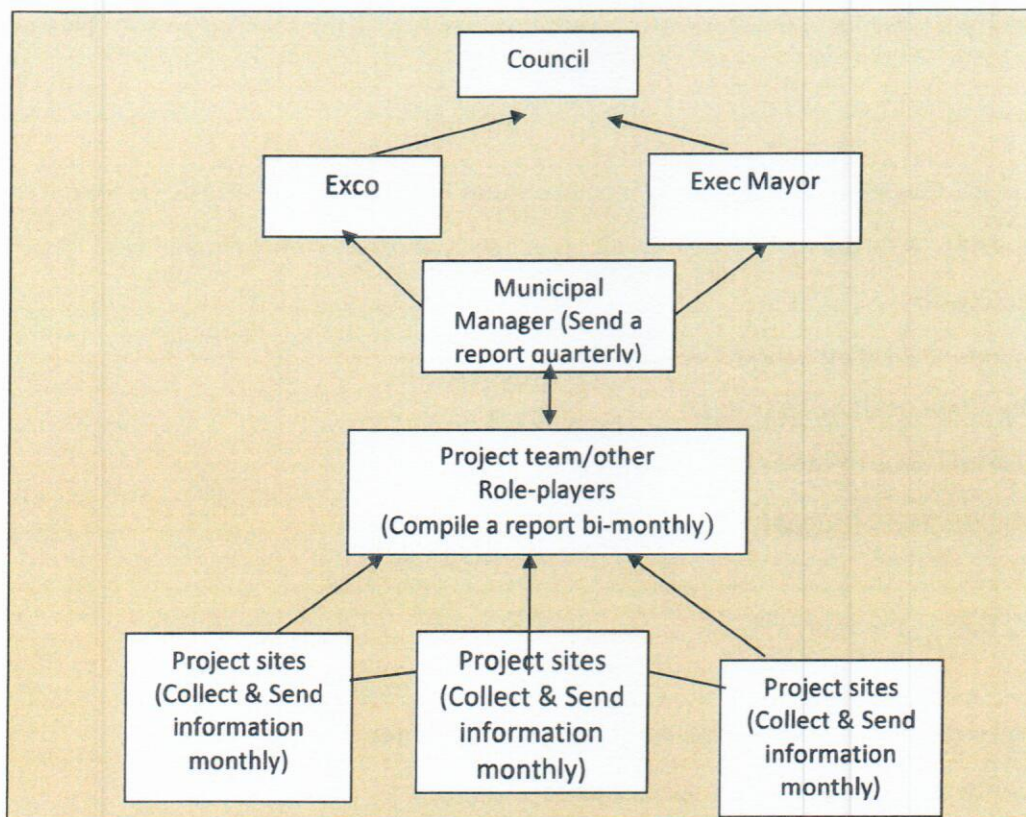 Council
Exco
Exec Mayor
Municipal
Manager (Send a
report quarterly)
Project team/other
Role-players
(Compile a report bi-monthly)
Project sites
(Collect & Send
information
monthly)
Project sites
(Collect & Send
information
monthly)
Project sites
(Collect & Send
information
monthly)